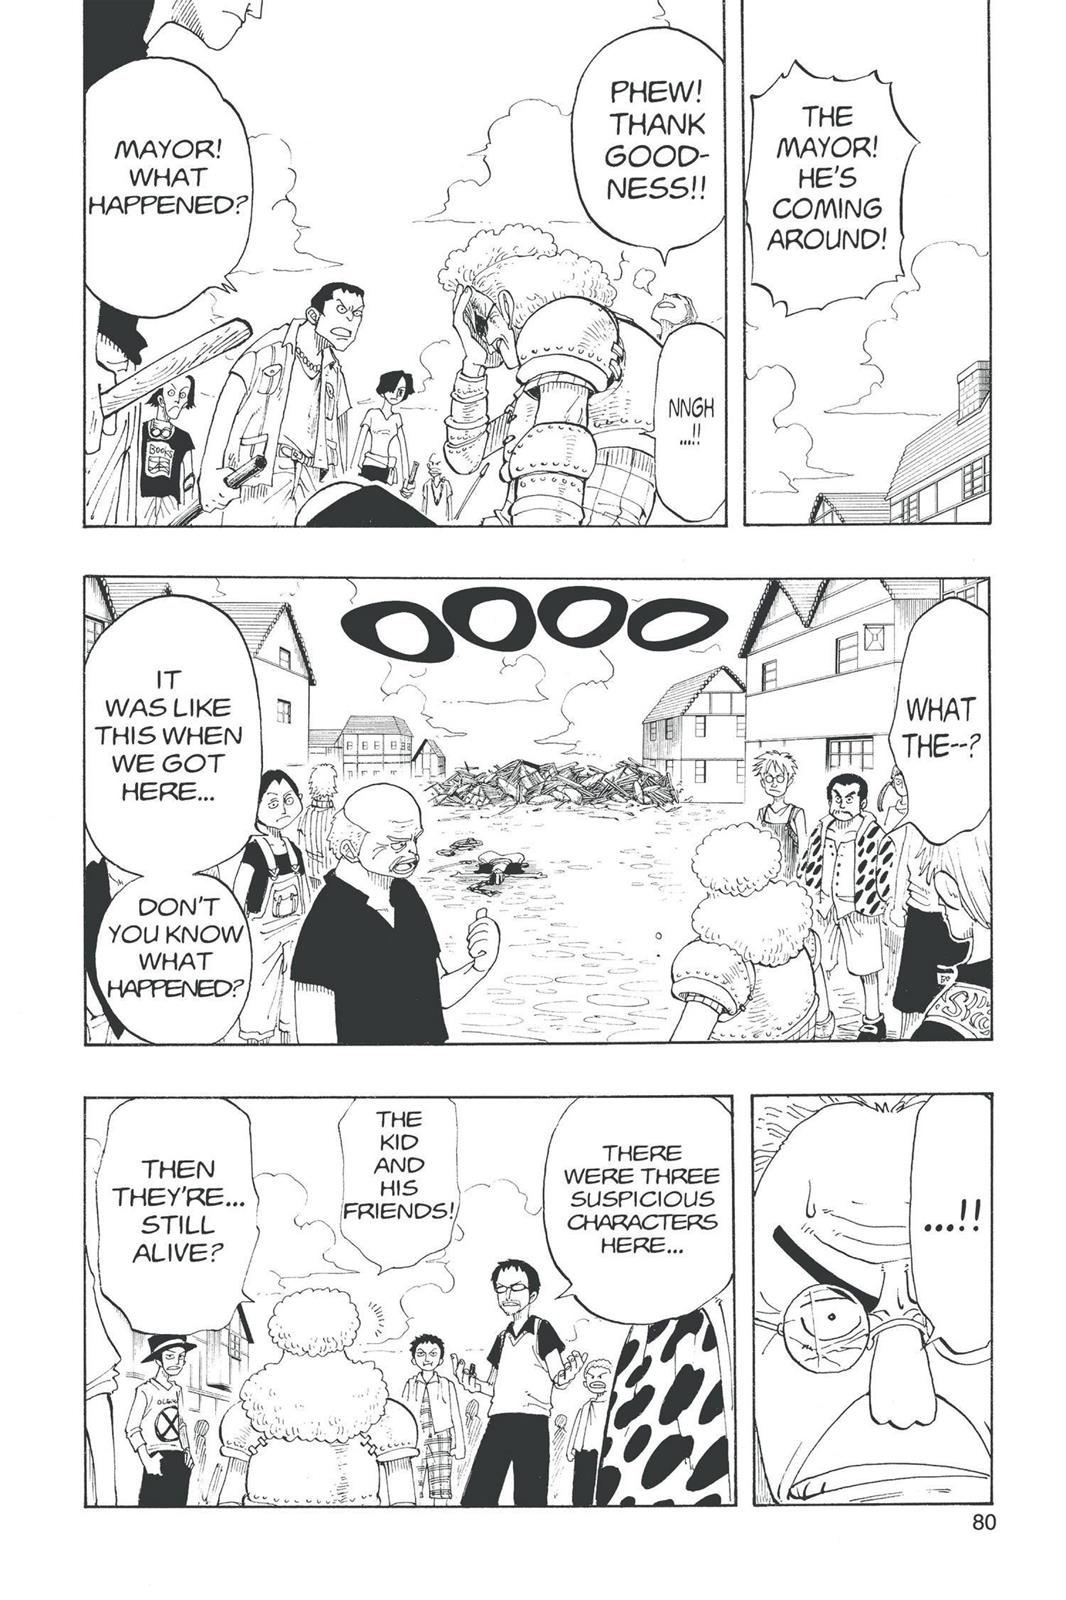 THE
MAYOR!
HE'S
COMING
AROUND!
PHEW!
THANK
GOOD-
NESS!!
NNGH
...!!
MAYOR!
WHAT
HAPPENED?
BOOKS
OOOO
WHAT
THE--?
IT
WAS LIKE
THIS WHEN
WE GOT
HERE...
DON'T
YOU KNOW
WHAT
HAPPENED?
...!!
THERE
WERE THREE
SUSPICIOUS
CHARACTERS
HERE...
THE
KID
AND
HIS
FRIENDS!
THEN
THEY'RE...
STILL
ALIVE?
80